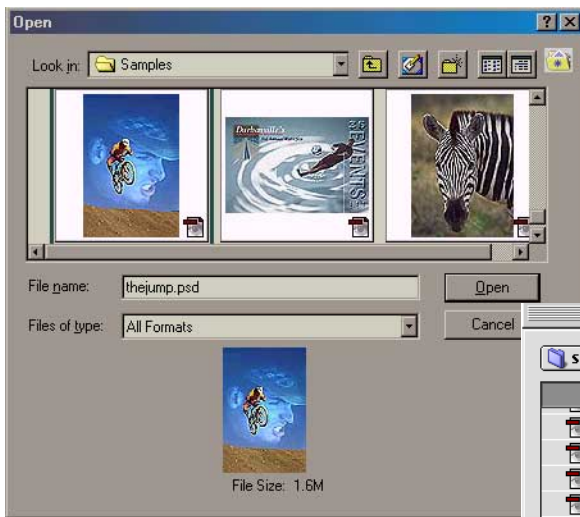 Open
Look in: Samples
Darbanville's
EVENTS
File name: thejump.psd
Open
Files of type: All Formats
Cancel
s
File Size: 1.6M